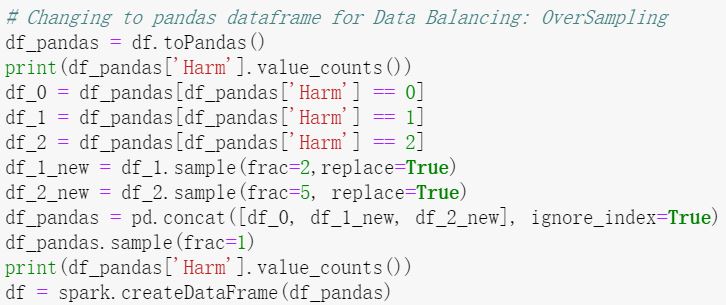 # Changing to pandas dataframe for Data Balancing: OverSampling
df_pandas = df.toPandas()
print(df_pandas['Harm'].value_counts())
df_0 = df_pandas[df_pandas['Harm'] == 0]
df_1 = df_pandas[df_pandas['Harm'] == 1]
df_2 = df_pandas[df_pandas['Harm'] == 2]
df_1_new = df_1.sample(frac=2,replace=True)
df_2_new = df_2.sample(frac=5, replace=True)
df_pandas = pd.concat([df_0, df_1_new, df_2_new], ignore_index=True)
df_pandas.sample(frac=1)
print(df_pandas['Harm'].value_counts())
df = spark.createDataFrame(df_pandas)